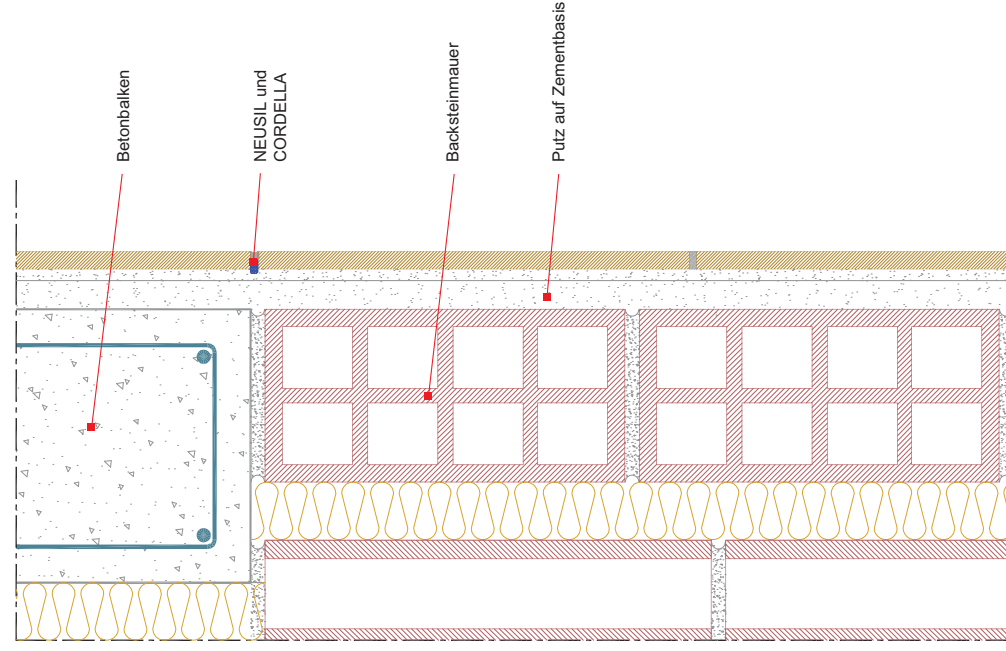 Betonbalken
NEUSIL und
CORDELLA
Backsteinmauer
Putz auf Zementbasis